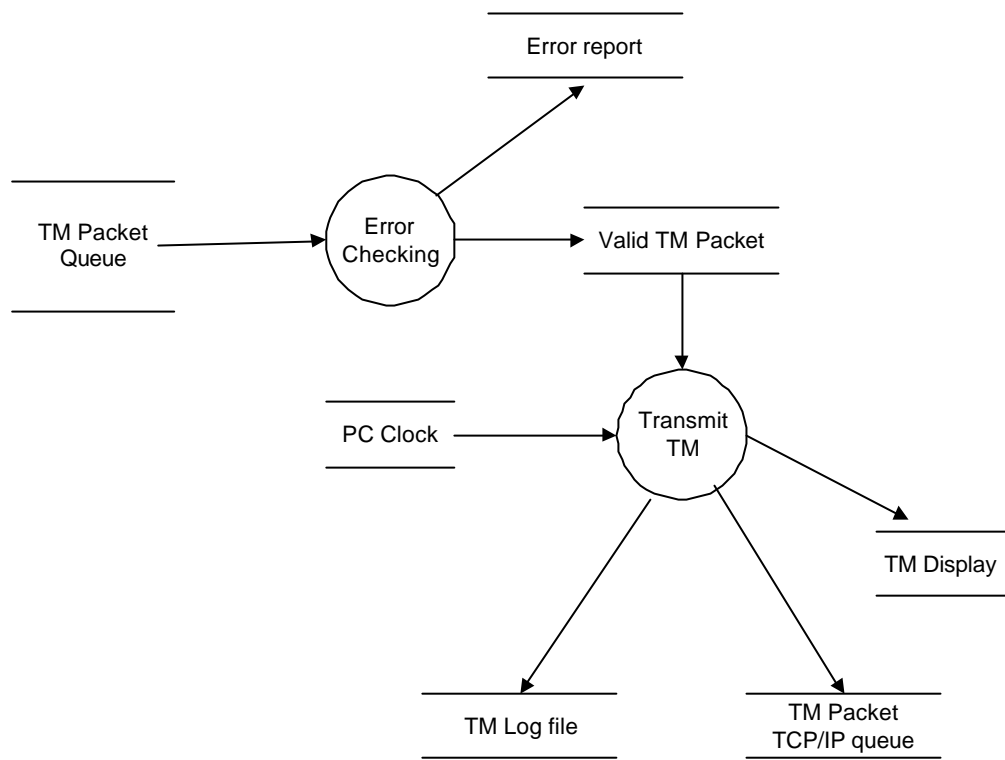 Error report
TM Packet
Queue
Error
Checking
Valid TM Packet
PC Clock
Transmit
TM
TM Display
TM Log file
TM Packet
TCP/IP queue